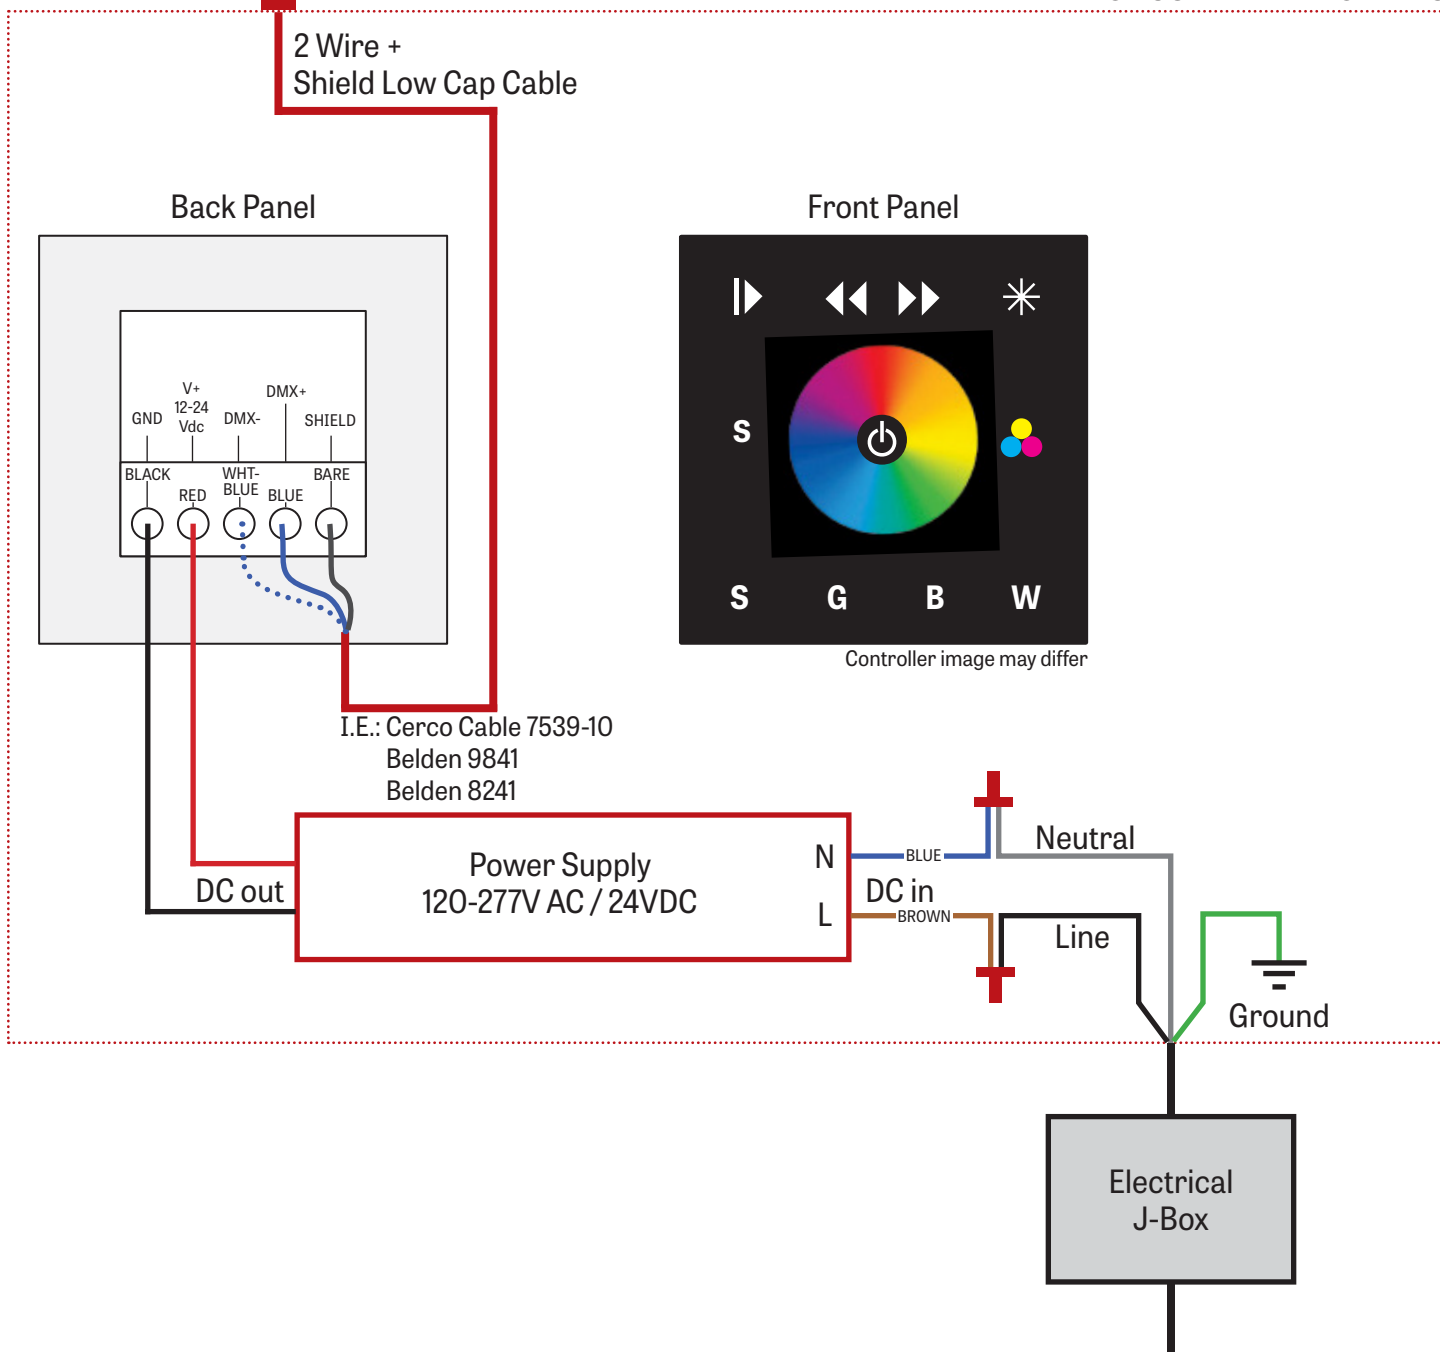 2 Wire +
Shield Low Cap Cable
Back Panel
Front Panel
V+
12-24
Vdc
DMX+
GND
DMX-
SHIELD
BLACK
RED
WHT-
BLUE
BLUE
BARE
S
S
G
B
W
Controller image may differ
I.E.: Cerco Cable 7539-10
Belden 9841
Belden 8241
Power Supply
120-277V AC / 24VDC
DC out
N
L
BLUE
DC in
BROWN
Neutral
Line
Ground
Electrical
J-Box